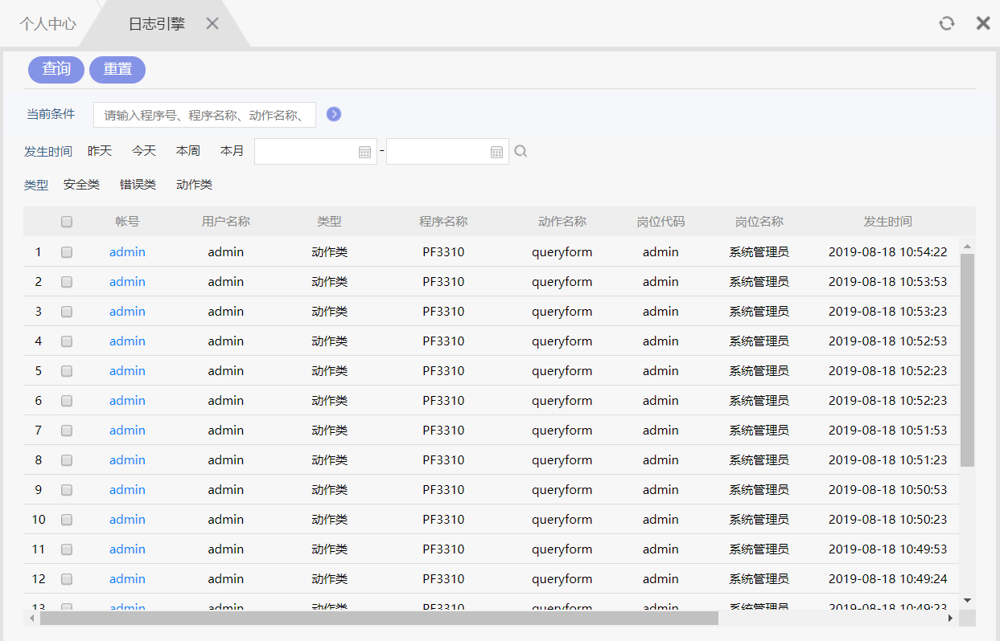 个人中心 日志引擎
查询 重置
当前条件 请输入程序号、程序名称、动作名称、
发生时间 昨天 今天 本周 本月 -
类型 安全类 错误类 动作类
帐号 用户名称 类型 程序名称 动作名称 岗位代码 岗位名称 发生时间
1 admin admin 动作类 PF3310 queryform admin 系统管理员 2019-08-18 10:54:22
2 admin admin 动作类 PF3310 queryform admin 系统管理员 2019-08-18 10:53:53
3 admin admin 动作类 PF3310 queryform admin 系统管理员 2019-08-18 10:53:23
4 admin admin 动作类 PF3310 queryform admin 系统管理员 2019-08-18 10:52:53
5 admin admin 动作类 PF3310 queryform admin 系统管理员 2019-08-18 10:52:23
6 admin admin 动作类 PF3310 queryform admin 系统管理员 2019-08-18 10:52:23
7 admin admin 动作类 PF3310 queryform admin 系统管理员 2019-08-18 10:51:53
8 admin admin 动作类 PF3310 queryform admin 系统管理员 2019-08-18 10:51:23
9 admin admin 动作类 PF3310 queryform admin 系统管理员 2019-08-18 10:50:53
10 admin admin 动作类 PF3310 queryform admin 系统管理员 2019-08-18 10:50:23
11 admin admin 动作类 PF3310 queryform admin 系统管理员 2019-08-18 10:49:53
12 admin admin 动作类 PF3310 queryform admin 系统管理员 2019-08-18 10:49:24
13 admin admin 动作类 PF3310 queryform admin 系统管理员 2019-08-18 10:49:23